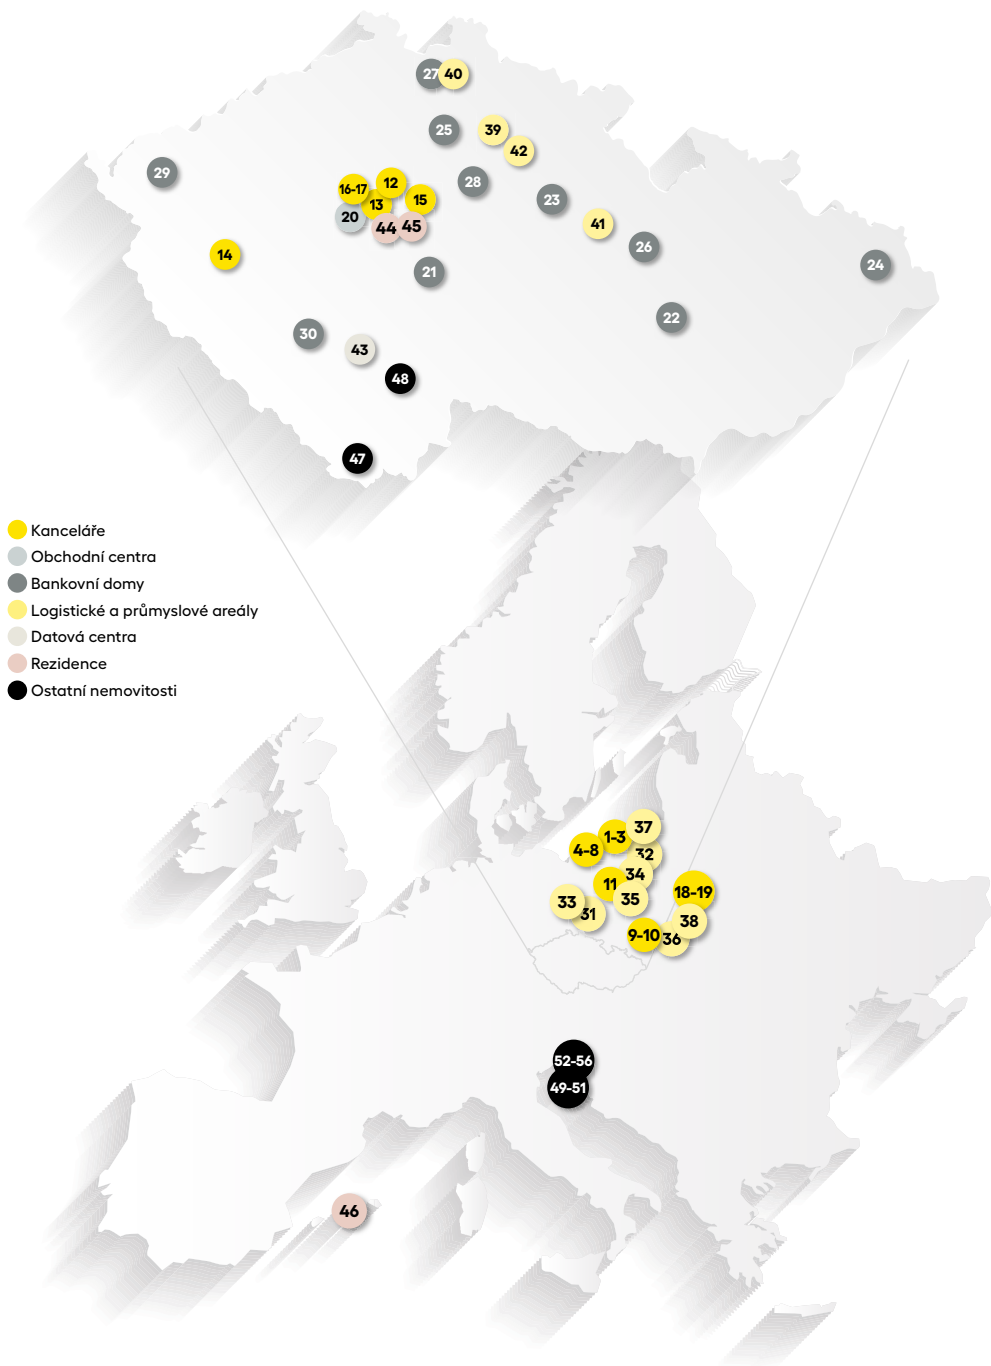 27 40
25 39
42
29
16-17 12 28
13 15 23
20 44 45 41
26
14 21 24
22
30
43
48
47
Kanceláře
Obchodní centra
Bankovní domy
Logistické a průmyslové areály
Datová centra
Rezidence
Ostatní nemovitosti
37
1-3
4-8 32
34
11 18-19
33 35
31 38
9-10 36
52-56
49-51
46